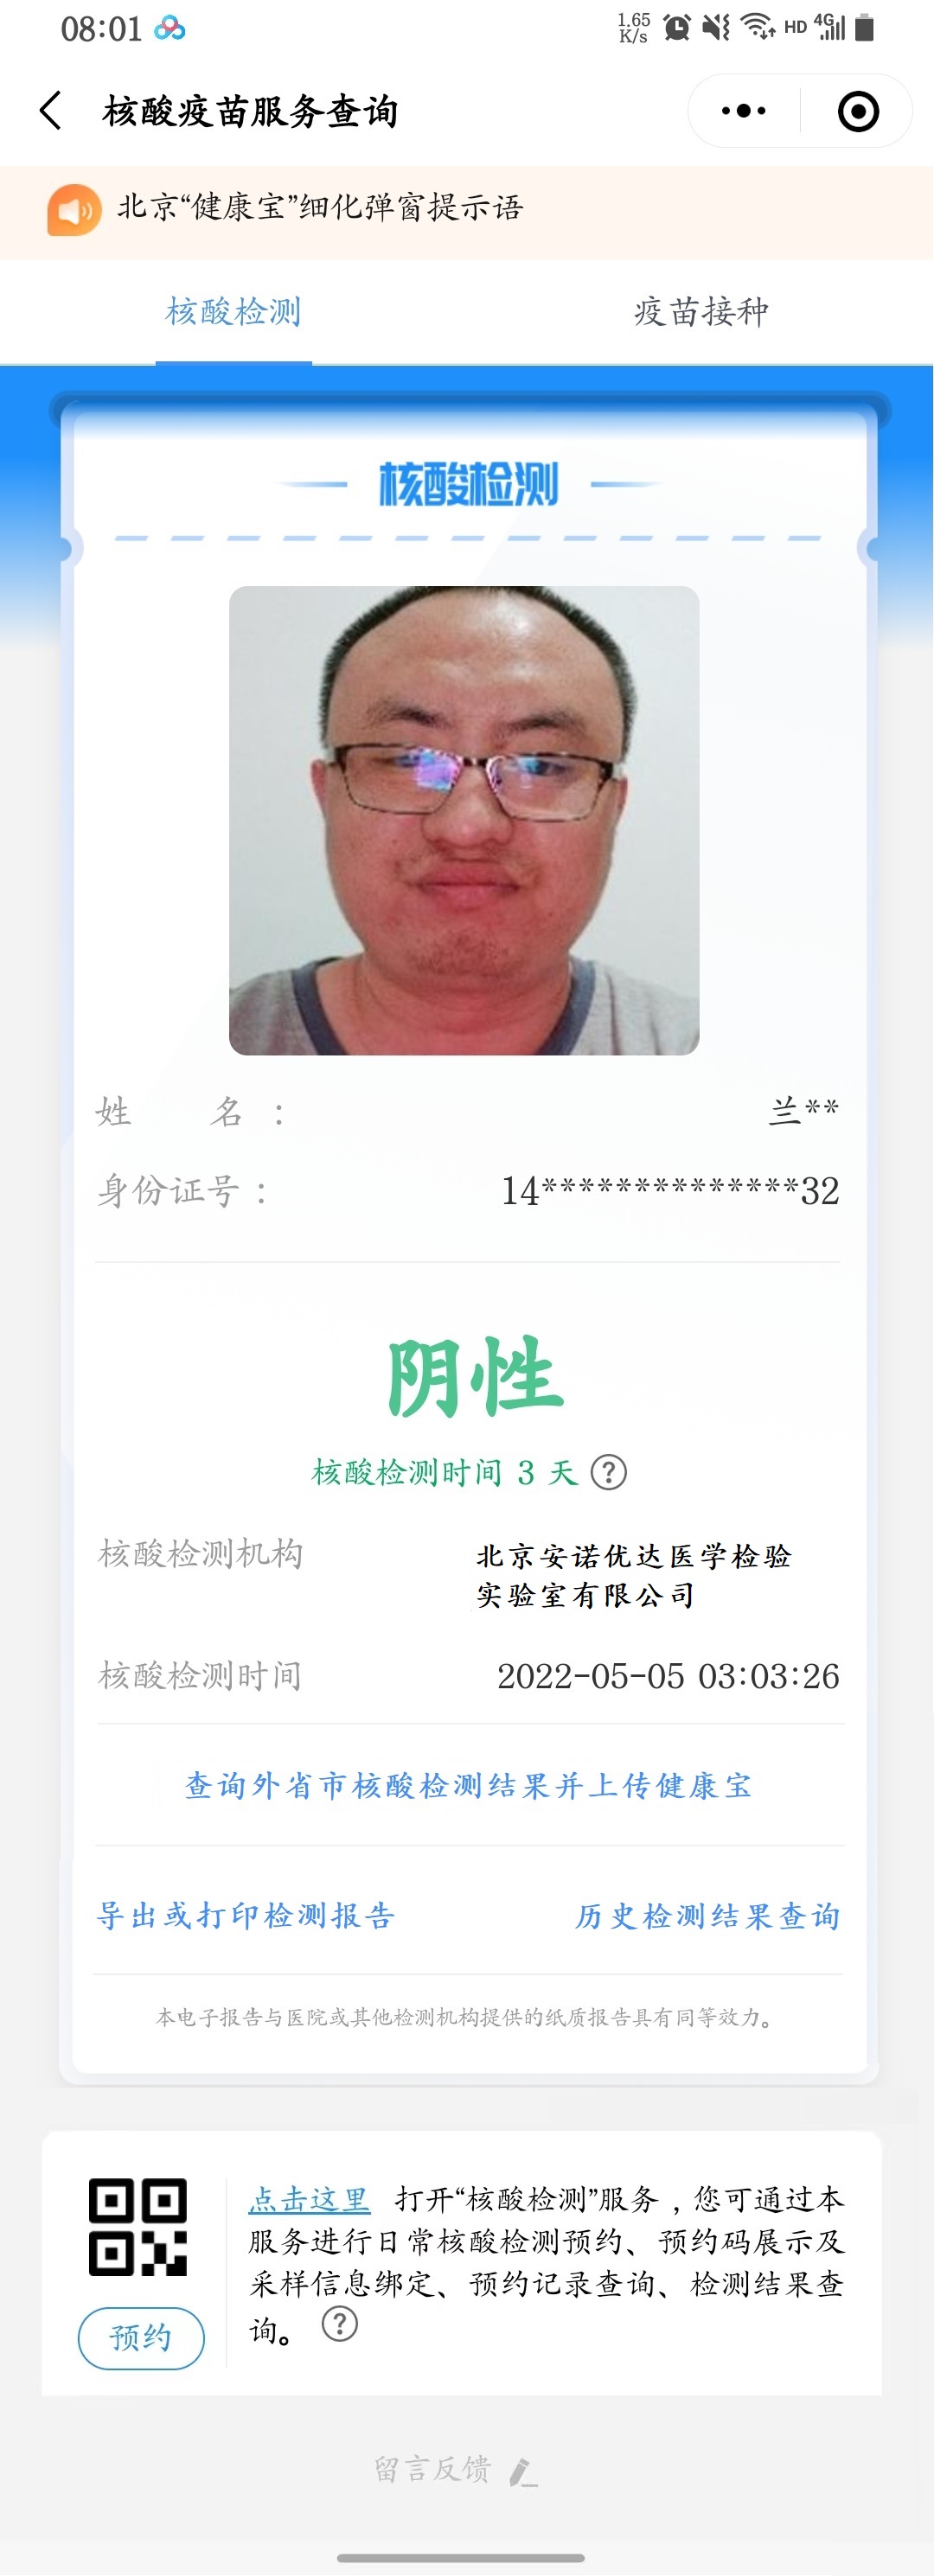 08:01
1.65
K/s
HD
4G
核酸疫苗服务查询
北京“健康宝”细化弹窗提示语
核酸检测
疫苗接种
核酸检测
姓 名 : 兰**
身份证号 : 14**************32
阴性
核酸检测时间 3 天 ?
核酸检测机构 北京安诺优达医学检验
实验室有限公司
核酸检测时间 2022-05-05 03:03:26
查询外省市核酸检测结果并上传健康宝
导出或打印检测报告
历史检测结果查询
本电子报告与医院或其他检测机构提供的纸质报告具有同等效力。
点击这里 打开“核酸检测”服务，您可通过本
服务进行日常核酸检测预约、预约码展示及
采样信息绑定、预约记录查询、检测结果查
询。 ?
预约
留言反馈